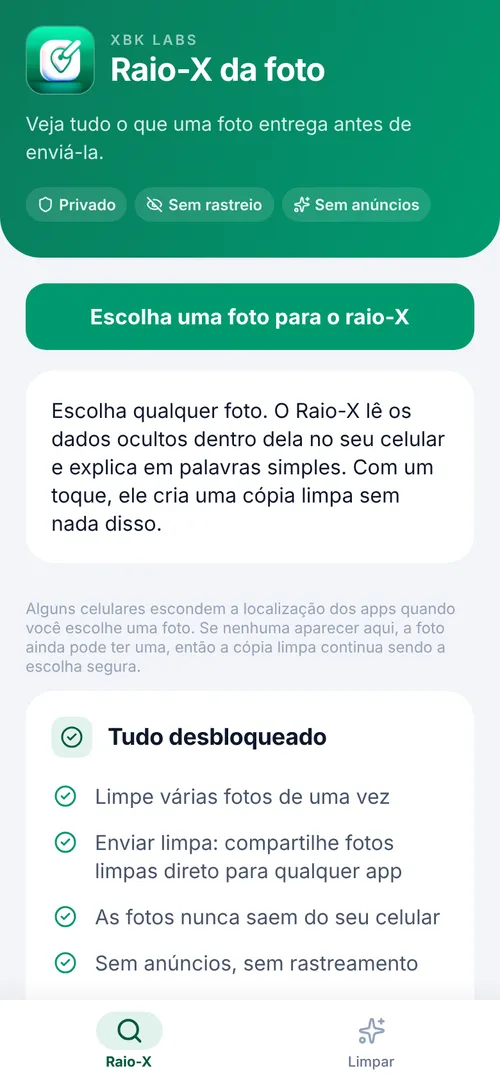 XBK LABS
Raio-X da foto
Veja tudo o que uma foto entrega antes de
enviá-la.
Privado
Sem rastreio
Sem anúncios
Escolha uma foto para o raio-X
Escolha qualquer foto. O Raio-X lê os
dados ocultos dentro dela no seu celular
e explica em palavras simples. Com um
toque, ele cria uma cópia limpa sem
nada disso.
Alguns celulares escondem a localização dos apps quando
você escolhe uma foto. Se nenhuma aparecer aqui, a foto
ainda pode ter uma, então a cópia limpa continua sendo a
escolha segura.
Tudo desbloqueado
Limpe várias fotos de uma vez
Enviar limpa: compartilhe fotos
limpas direto para qualquer app
As fotos nunca saem do seu celular
Sem anúncios, sem rastreamento
Raio-X
Limpar